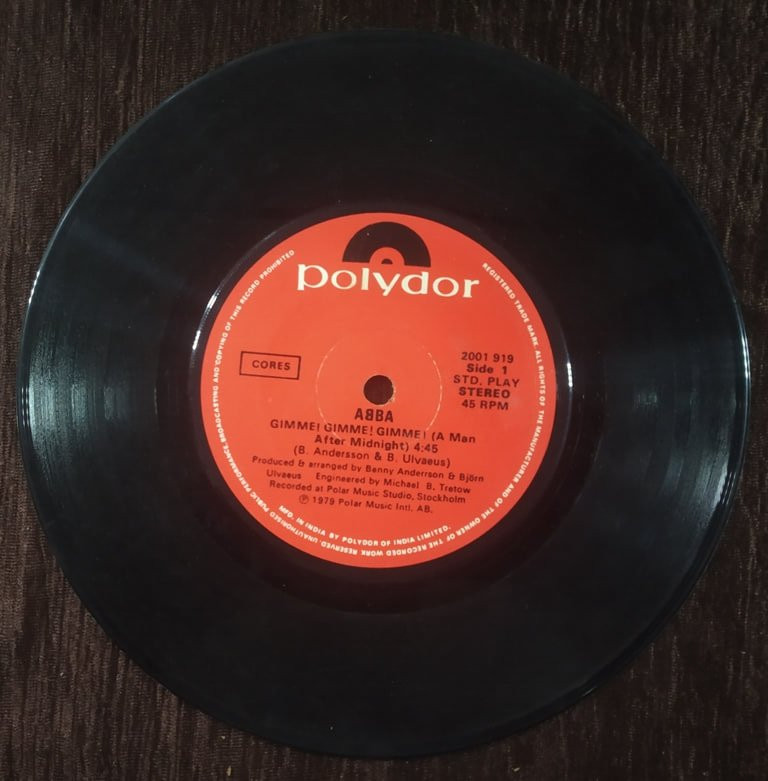 polydor
CORES
2001 919
Side 1
STD. PLAY
STEREO
45 RPM
ABBA
GIMME! GIMME! GIMME! (A Man
After Midnight) 4:45
(B. Andersson & B. Ulvaeus)
Produced & arranged by Benny Anderrson & Björn
Ulvaeus Engineered by Michael B. Tretow
Recorded at Polar Music Studio, Stockholm
Ⓟ 1979 Polar Music Intl. AB.
REGISTERED TRADE MARK. ALL RIGHTS OF THE MANUFACTURER AND OF THE OWNER OF THE RECORDED WORK RESERVED. UNAUTHORISED PUBLIC PERFORMANCE, BROADCASTING AND COPYING OF THIS RECORD PROHIBITED
MFD. IN INDIA BY POLYDOR OF INDIA LIMITED.